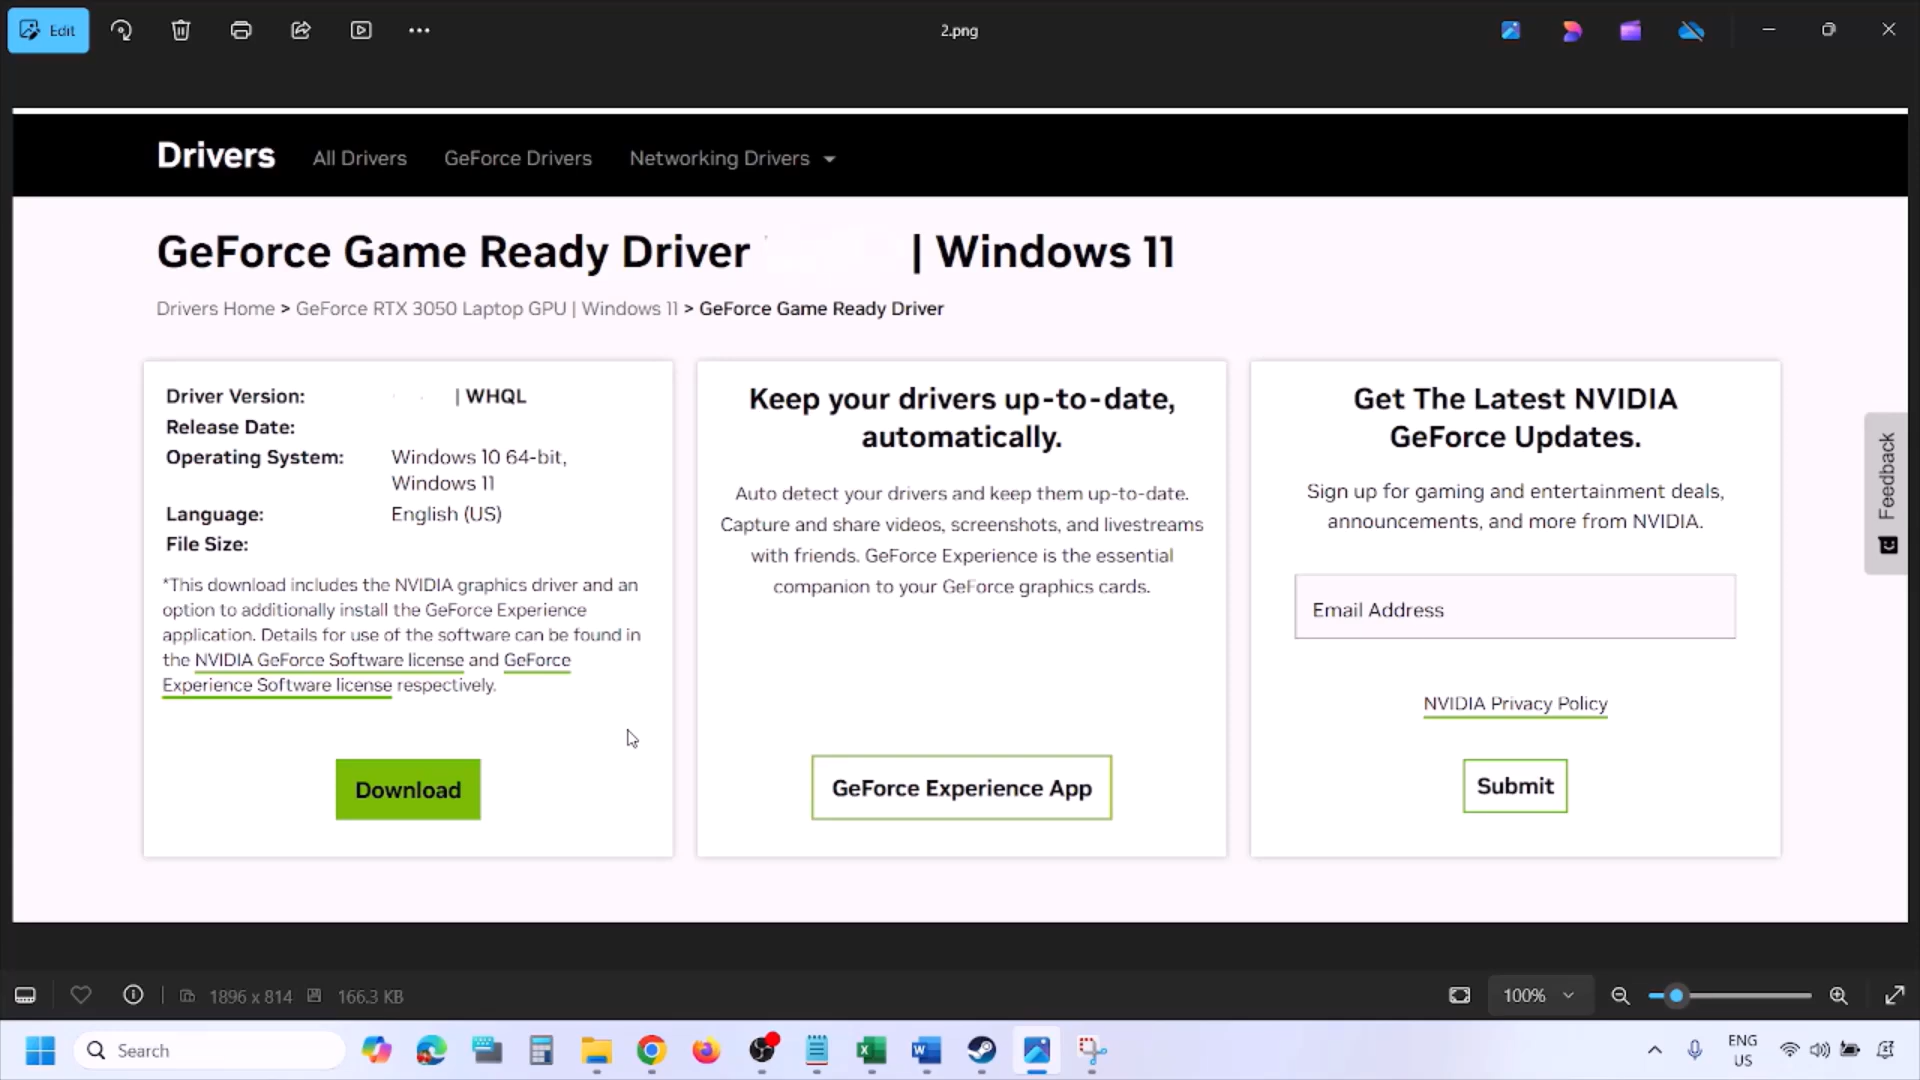 Edit
2.png
Drivers All Drivers GeForce Drivers Networking Drivers
GeForce Game Ready Driver | Windows 11
Drivers Home > GeForce RTX 3050 Laptop GPU | Windows 11 > GeForce Game Ready Driver
Driver Version: | WHQL
Release Date:
Operating System: Windows 10 64-bit,
Windows 11
Language: English (US)
File Size:
*This download includes the NVIDIA graphics driver and an
option to additionally install the GeForce Experience
application. Details for use of the software can be found in
the NVIDIA GeForce Software license and GeForce
Experience Software license respectively.
Download
Keep your drivers up-to-date,
automatically.
Auto detect your drivers and keep them up-to-date.
Capture and share videos, screenshots, and livestreams
with friends. GeForce Experience is the essential
companion to your GeForce graphics cards.
GeForce Experience App
Get The Latest NVIDIA
GeForce Updates.
Sign up for gaming and entertainment deals,
announcements, and more from NVIDIA.
Email Address
NVIDIA Privacy Policy
Submit
Feedback
1896 x 814 166.3 KB
100%
Search
ENG
US